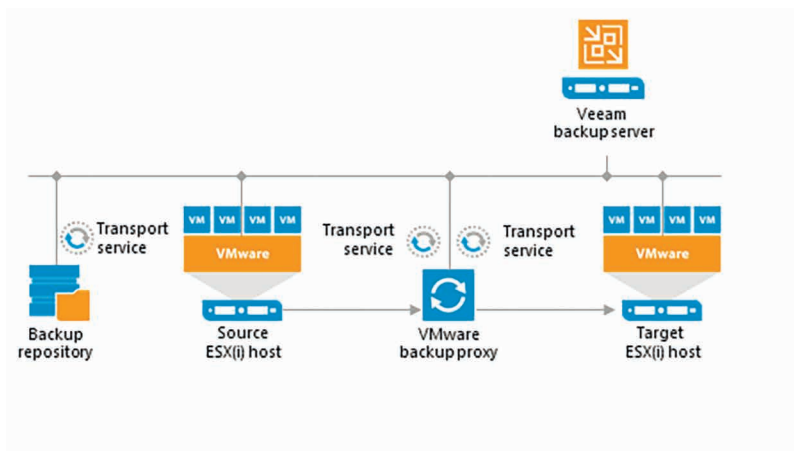 Veeam
backup server
VM VM VM VM
VMware
VM VM VM VM
VMware
Transport
service
Transport
service
Transport
service
Backup
repository
Source
ESX(i) host
VMware
backup proxy
Target
ESX(i) host